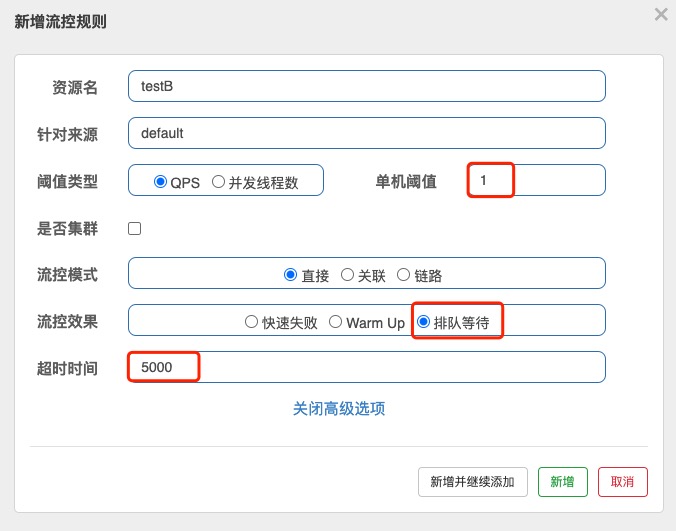 新增流控规则
资源名 testB
针对来源 default
阈值类型 QPS 并发线程数 单机阈值 1
是否集群
流控模式 直接 关联 链路
流控效果 快速失败 Warm Up 排队等待
超时时间 5000
关闭高级选项
新增并继续添加 新增 取消